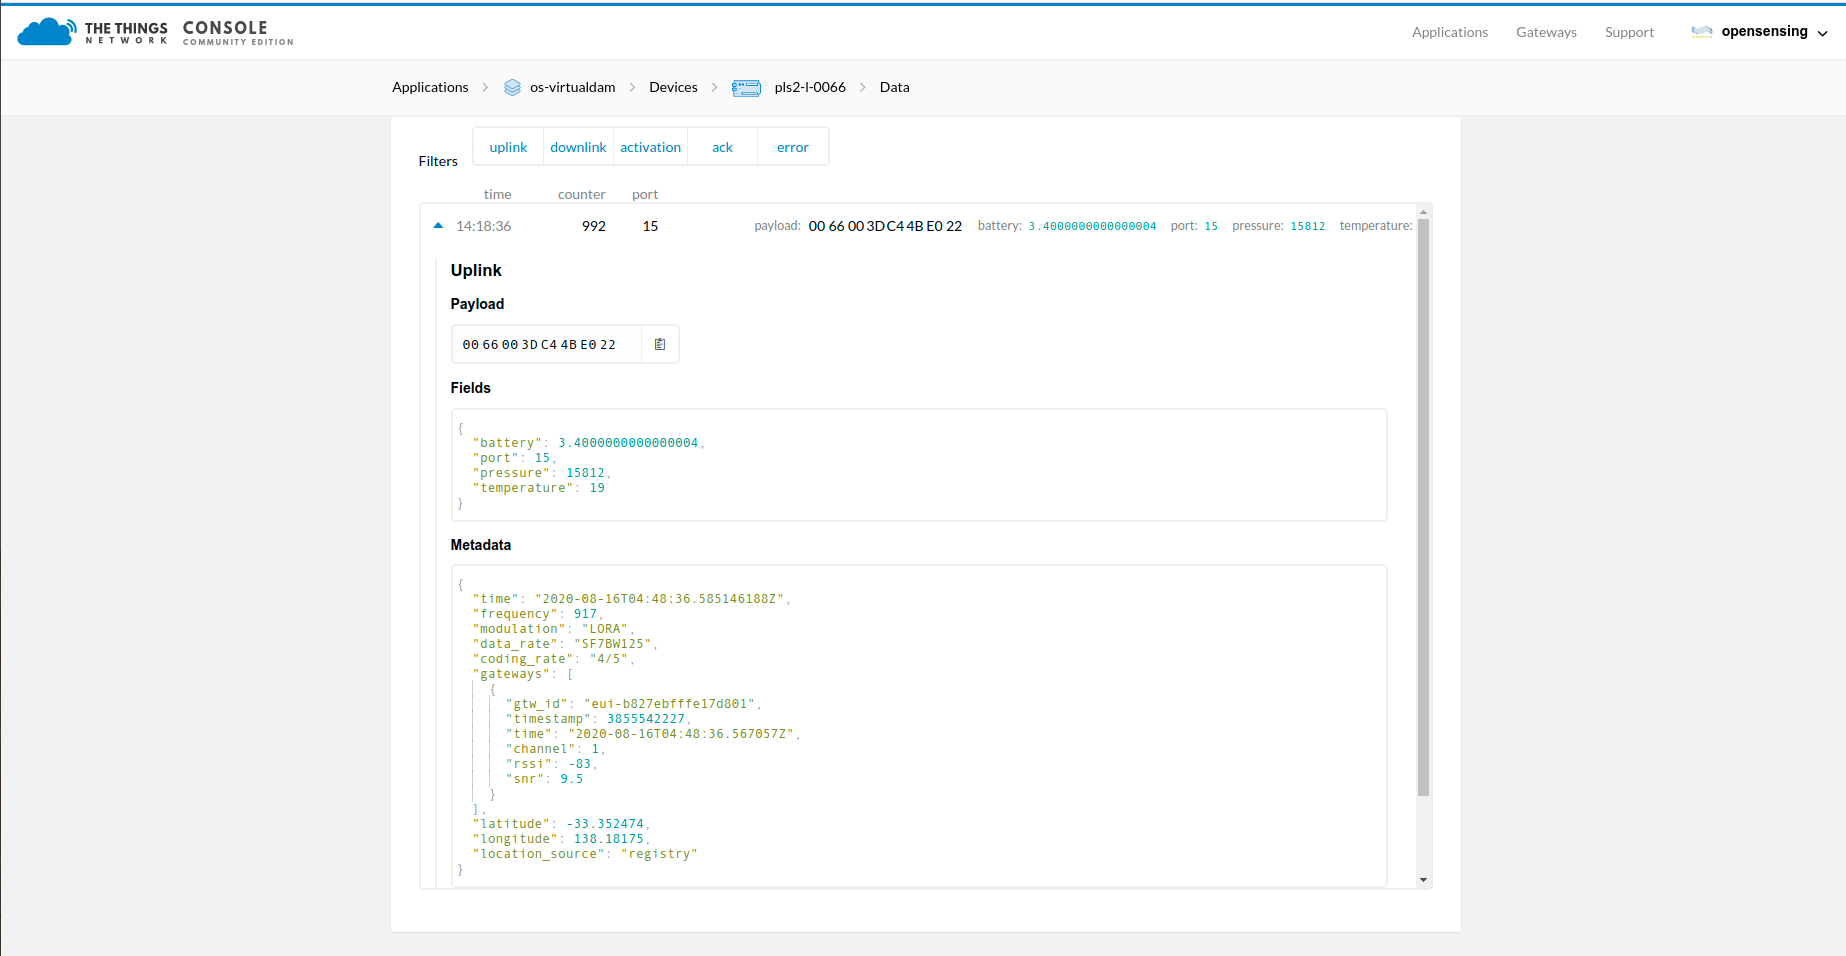 THE THINGS NETWORK CONSOLE COMMUNITY EDITION
Applications Gateways Support opensensing
Applications > os-virtualdam > Devices > pls2-l-0066 > Data
Filters uplink downlink activation ack error
time counter port
14:18:36 992 15 payload: 00 66 00 3D C4 4B E0 22 battery: 3.4000000000000004 port: 15 pressure: 15812 temperature:
Uplink
Payload
00 66 00 3D C4 4B E0 22
Fields
{
"battery": 3.4000000000000004,
"port": 15,
"pressure": 15812,
"temperature": 19
}
Metadata
{
"time": "2020-08-16T04:48:36.585146188Z",
"frequency": 917,
"modulation": "LORA",
"data_rate": "SF7BW125",
"coding_rate": "4/5",
"gateways": [
{
"gtw_id": "eui-b827ebfffe17d801",
"timestamp": 3855542227,
"time": "2020-08-16T04:48:36.567057Z",
"channel": 1,
"rssi": -83,
"snr": 9.5
}
],
"latitude": -33.352474,
"longitude": 138.18175,
"location_source": "registry"
}